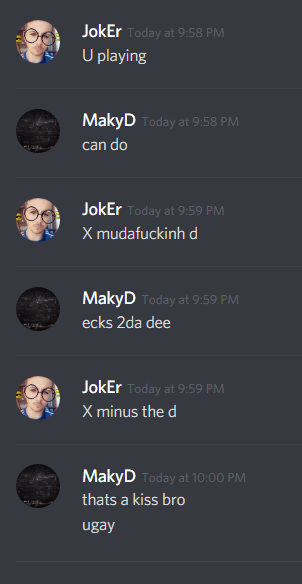 JokEr Today at 9:58 PM
U playing
MakyD Today at 9:58 PM
can do
JokEr Today at 9:59 PM
X mudafuckinh d
MakyD Today at 9:59 PM
ecks 2da dee
JokEr Today at 9:59 PM
X minus the d
MakyD Today at 10:00 PM
thats a kiss bro
ugay